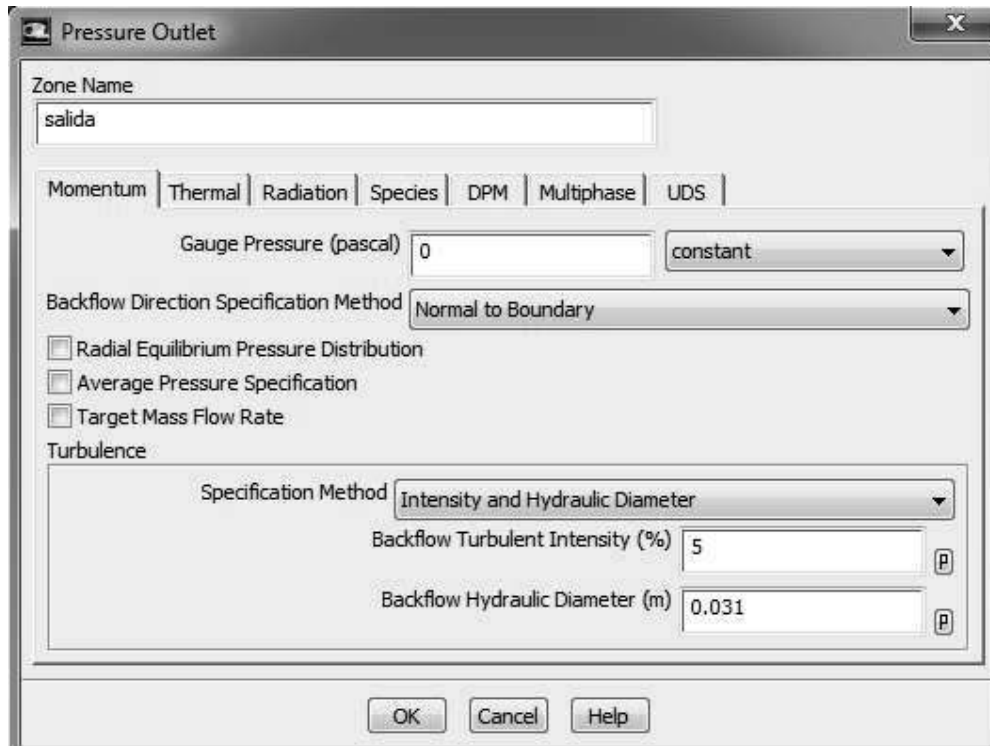 Pressure Outlet
X
Zone Name
salida
Momentum Thermal Radiation Species DPM Multiphase UDS
Gauge Pressure (pascal) 0 constant
Backflow Direction Specification Method Normal to Boundary
Radial Equilibrium Pressure Distribution
Average Pressure Specification
Target Mass Flow Rate
Turbulence
Specification Method Intensity and Hydraulic Diameter
Backflow Turbulent Intensity (%) 5 P
Backflow Hydraulic Diameter (m) 0.031 P
OK Cancel Help